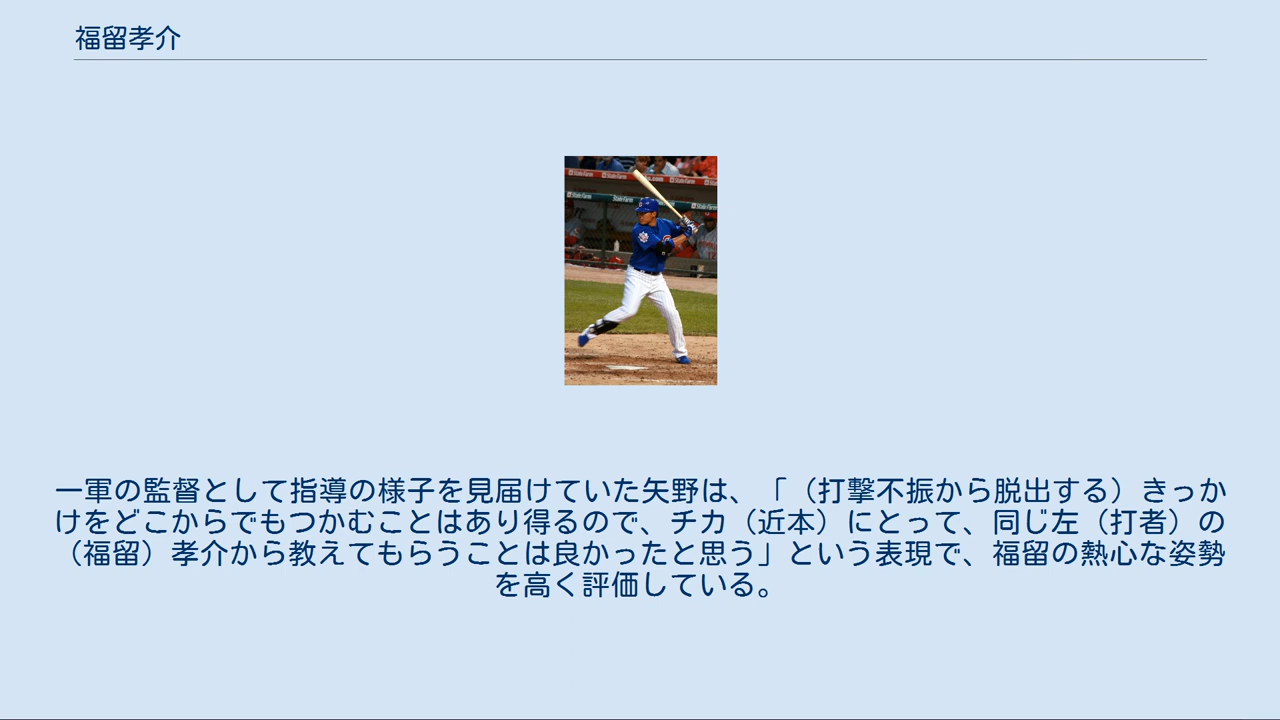 福留孝介
StateFarm
StateFarm
StateFarm
StateFarm
StateFarm
一軍の監督として指導の様子を見届けていた矢野は、「（打撃不振から脱出する）きっか
けをどこからでもつかむことはあり得るので、チカ（近本）にとって、同じ左（打者）の
（福留）孝介から教えてもらうことは良かったと思う」という表現で、福留の熱心な姿勢
を高く評価している。